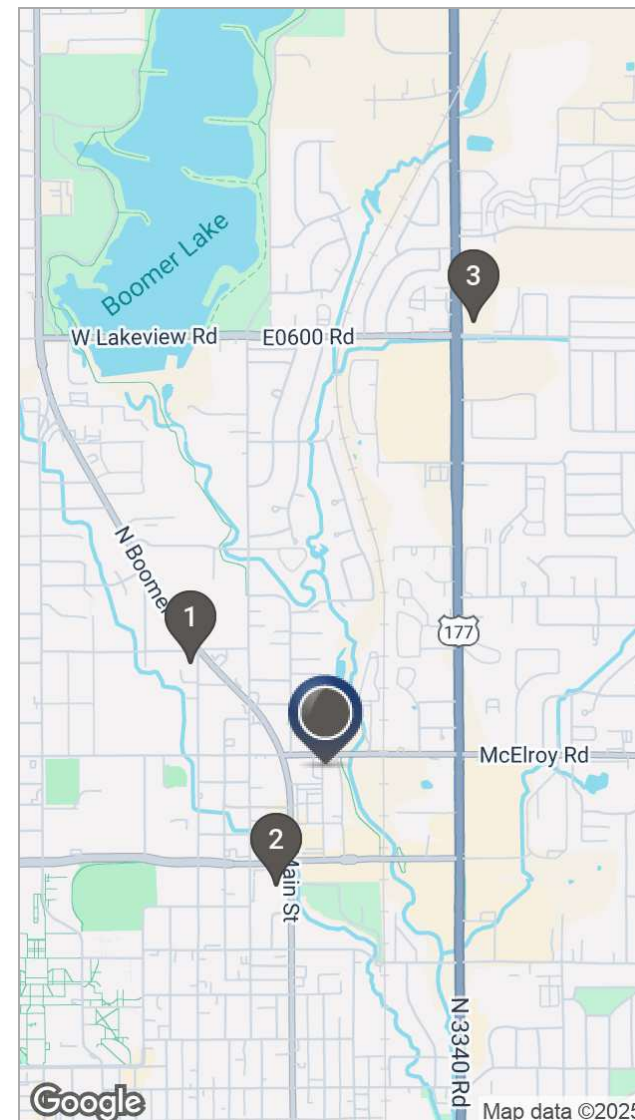 Boomer Lake
3
W Lakeview Rd
E0600 Rd
N Boomer
1
177
McElroy Rd
2
Main St
N 3340 Rd
Google
Map data ©2025